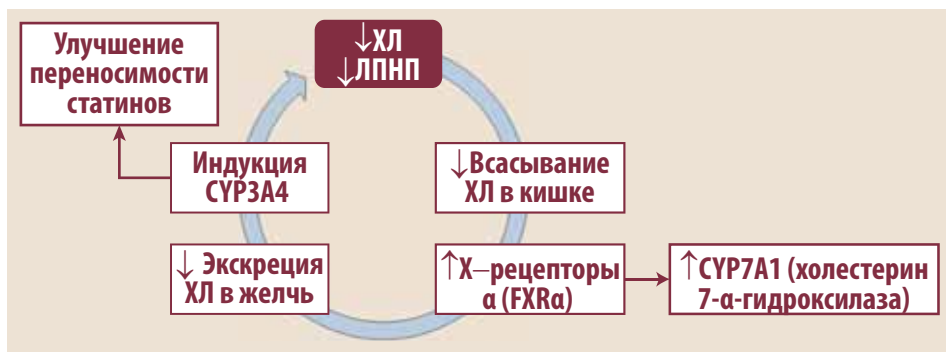 Улучшение
переносимости
статинов
↓ХЛ
↓ЛПНП
Индукция
CYP3A4
↓Всасывание
ХЛ в кишке
↓ Экскреция
ХЛ в желчь
↑Х–рецепторы
α (FXRα)
↑CYP7A1 (холестерин
7-α-гидроксилаза)